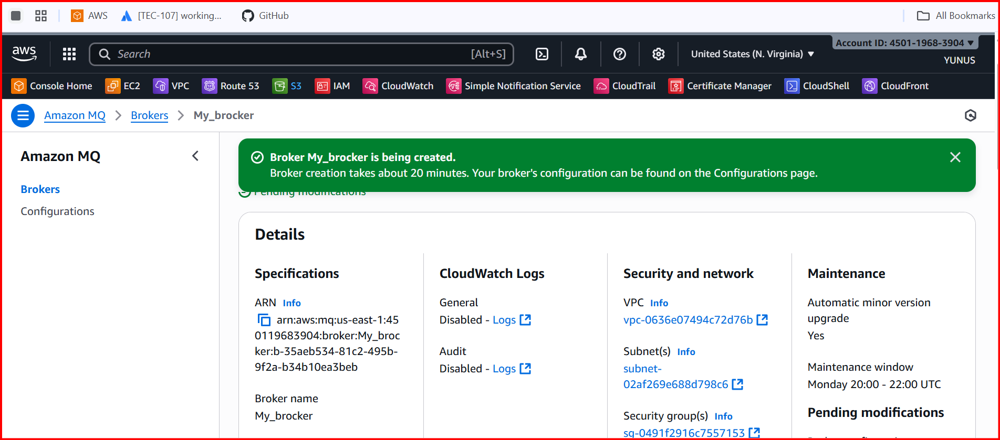 AWS
[TEC-107] working...
GitHub
All Bookmarks
aws
Search
[Alt+S]
United States (N. Virginia)
Account ID: 4501-1968-3904
YUNUS
Console Home
EC2
VPC
Route 53
S3
IAM
CloudWatch
Simple Notification Service
CloudTrail
Certificate Manager
CloudShell
CloudFront
Amazon MQ
Brokers
My_brocker
Amazon MQ
Brokers
Configurations
Broker My_brocker is being created.
Broker creation takes about 20 minutes. Your broker's configuration can be found on the Configurations page.
Pending modifications
Details
Specifications
ARN Info
arn:aws:mq:us-east-1:45
0119683904:broker:My_broc
ker:b-35aeb534-81c2-495b-
9f2a-b34b10ea3beb
Broker name
My_brocker
CloudWatch Logs
General
Disabled - Logs
Audit
Disabled - Logs
Security and network
VPC Info
vpc-0636e07494c72d76b
Subnet(s) Info
subnet-
02af269e688d798c6
Security group(s) Info
sg-0491f2916c7557153
Maintenance
Automatic minor version
upgrade
Yes
Maintenance window
Monday 20:00 - 22:00 UTC
Pending modifications